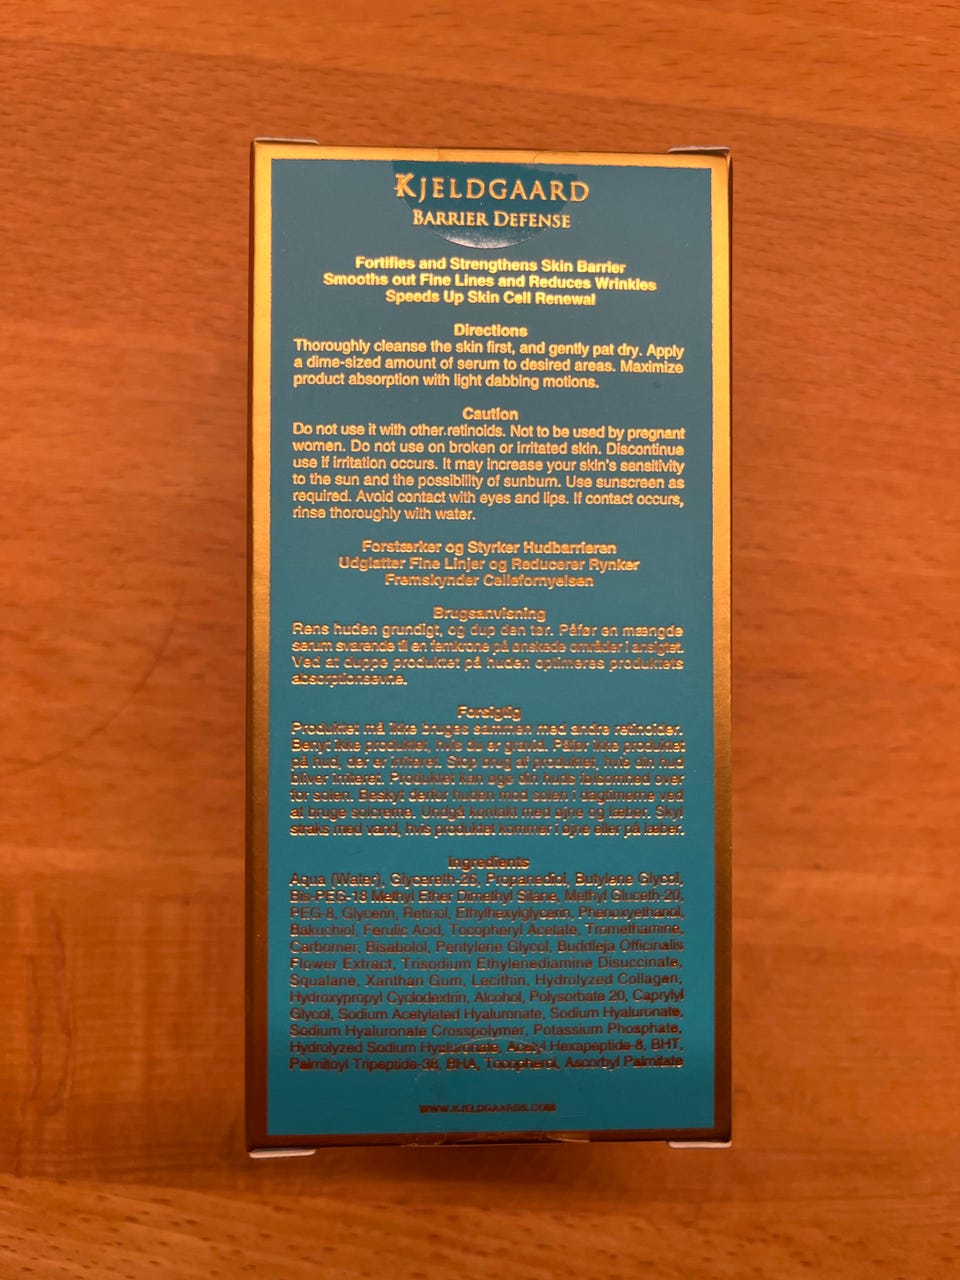 KJELDGAARD
BARRIER DEFENSE
Fortifies and Strengthens Skin Barrier
Smooths out Fine Lines and Reduces Wrinkles
Speeds Up Skin Cell Renewal
Directions
Thoroughly cleanse the skin first, and gently pat dry. Apply
a dime-sized amount of serum to desired areas. Maximize
product absorption with light dabbing motions.
Caution
Do not use it with other retinoids. Not to be used by pregnant
women. Do not use on broken or irritated skin. Discontinue
use if irritation occurs. It may increase your skin's sensitivity
to the sun and the possibility of sunburn. Use sunscreen as
required. Avoid contact with eyes and lips. If contact occurs,
rinse thoroughly with water.
Forstærker og Styrker Hudbarrieren
Udglatter Fine Linjer og Reducerer Rynker
Fremskynder Cellefornyelsen
Brugsanvisning
Rens huden grundigt, og dup den tør. Påfør en mængde
serum svarende til en femkrone på ønskede områder i ansigtet.
Ved at duppe produktet på huden optimeres produktets
absorptionsevne.
Forsigtig
Produktet må ikke bruges sammen med andre retinoider.
Benyt ikke produktet, hvis du er gravid. Påfør ikke produktet
på hud, der er irriteret. Stop brug af produktet, hvis din hud
bliver irriteret. Produktet kan øge din huds følsomhed over
for solen. Beskyt derfor huden mod solen i dagtimerne ved
at bruge solcreme. Undgå kontakt med øjne og læber. Skyl
straks med vand, hvis produktet kommer i øjne eller på læber.
Ingredients
Aqua (Water), Glycereth-26, Propanediol, Butylene Glycol,
Bis-PEG-18 Methyl Ether Dimethyl Silane, Methyl Gluceth-20,
PEG-8, Glycerin, Retinol, Ethylhexylglycerin, Phenoxyethanol,
Bakuchiol, Ferulic Acid, Tocopheryl Acetate, Tromethamine,
Carbomer, Bisabolol, Pentylene Glycol, Buddleja Officinalis
Flower Extract, Trisodium Ethylenediamine Disuccinate,
Squalane, Xanthan Gum, Lecithin, Hydrolyzed Collagen,
Hydroxypropyl Cyclodextrin, Alcohol, Polysorbate 20, Caprylyl
Glycol, Sodium Acetylated Hyaluronate, Sodium Hyaluronate,
Sodium Hyaluronate Crosspolymer, Potassium Phosphate,
Hydrolyzed Sodium Hyaluronate, Acetyl Hexapeptide-8, BHT,
Palmitoyl Tripeptide-38, BHA, Tocopherol, Ascorbyl Palmitate
WWW.KJELDGAARDS.COM